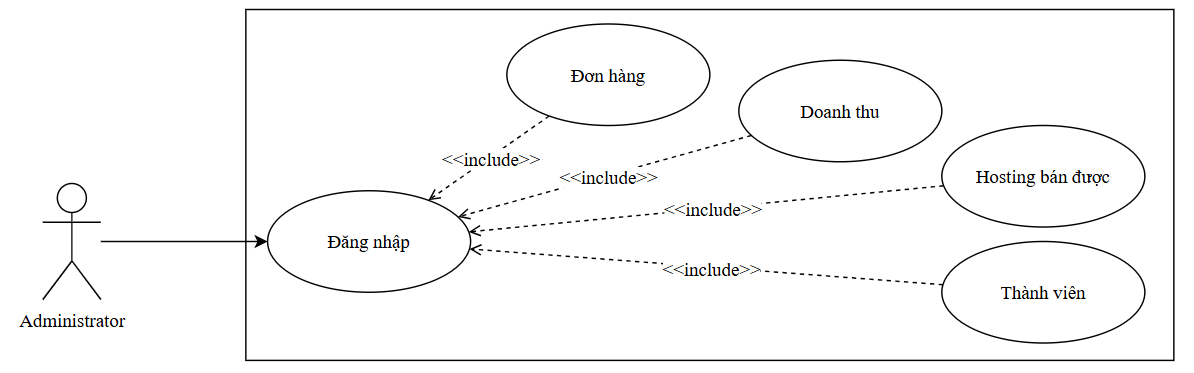 Đơn hàng
Doanh thu
<<include>>
<<include>>
Hosting bán được
<<include>>
Đăng nhập
<<include>>
Thành viên
Administrator